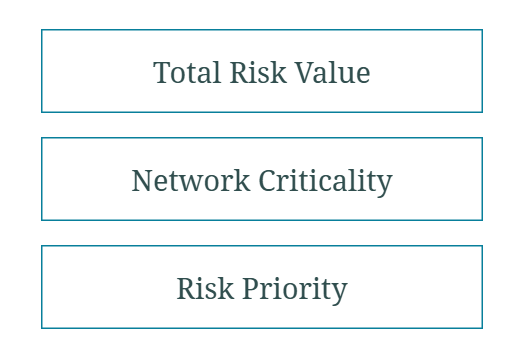 Total Risk Value
Network Criticality
Risk Priority